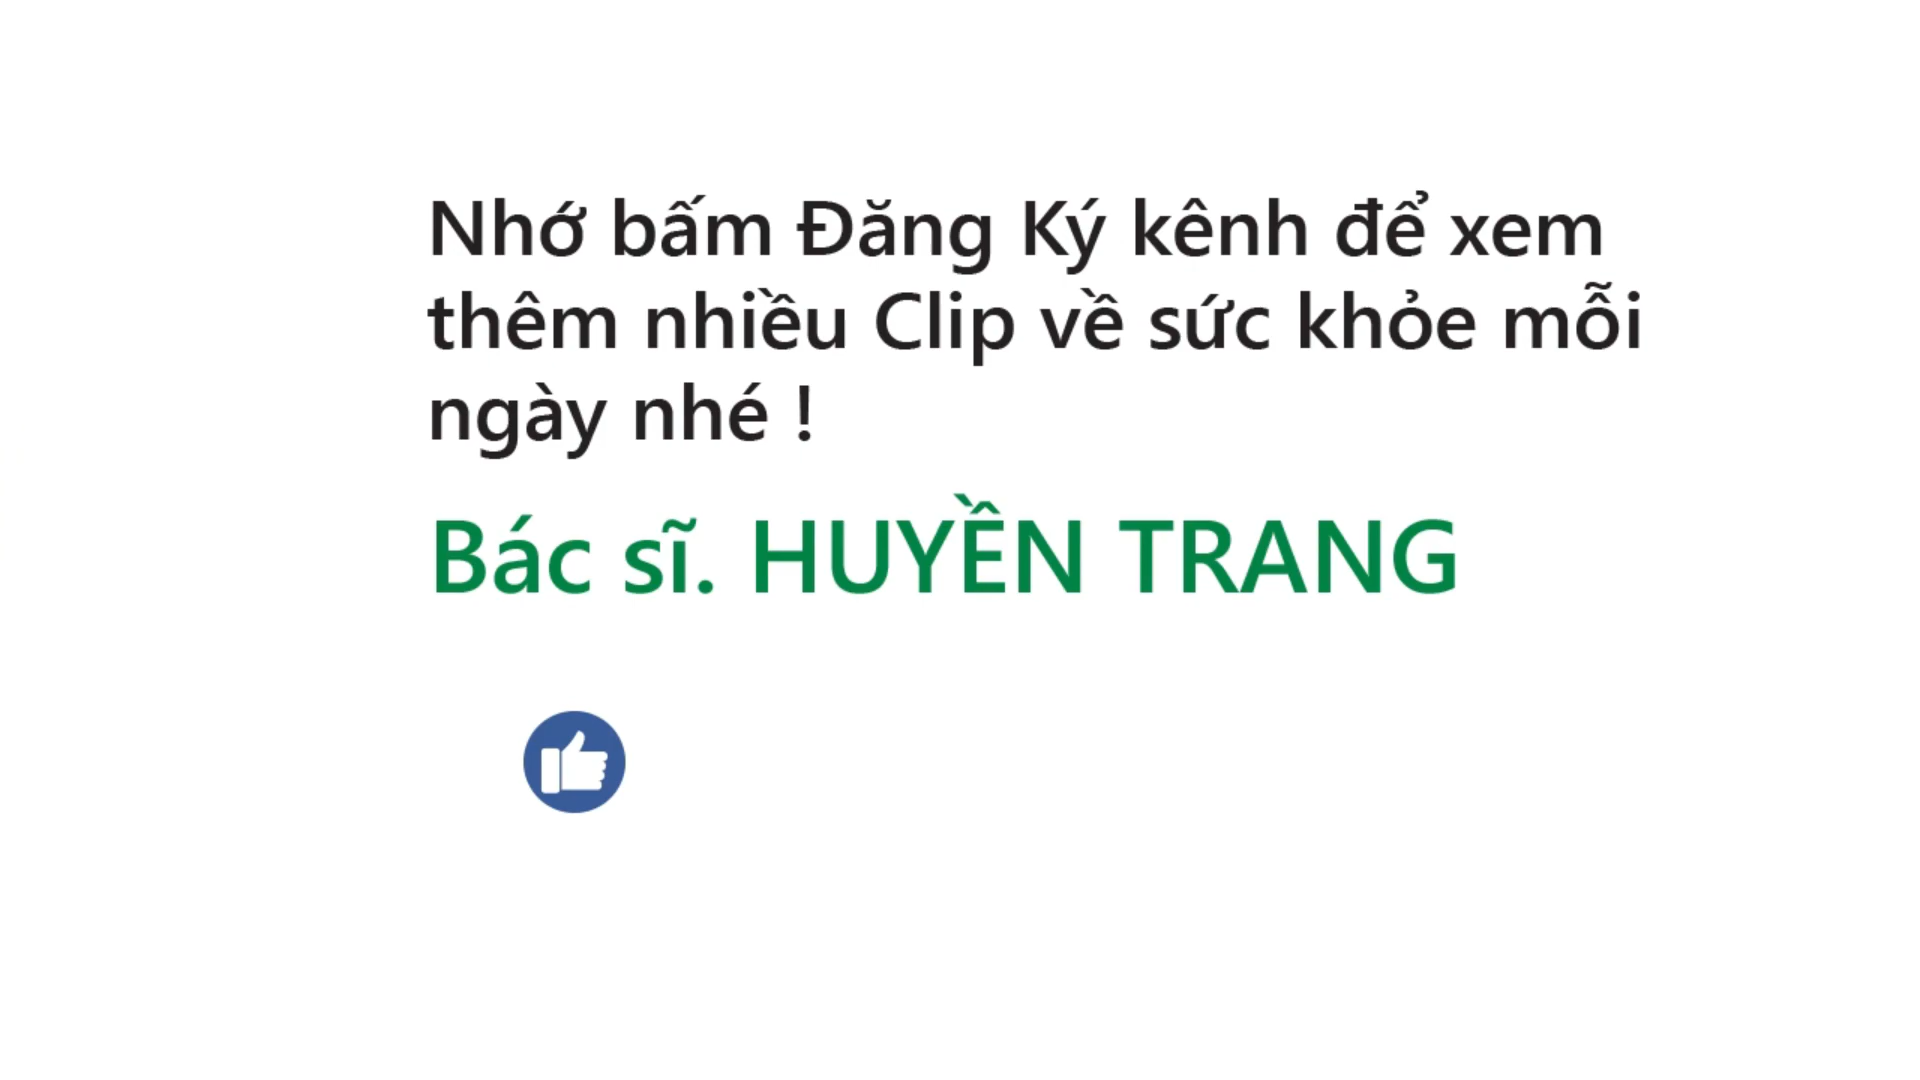 Nhớ bấm Đăng Ký kênh để xem
thêm nhiều Clip về sức khỏe mỗi
ngày nhé !
Bác sĩ. HUYỀN TRANG